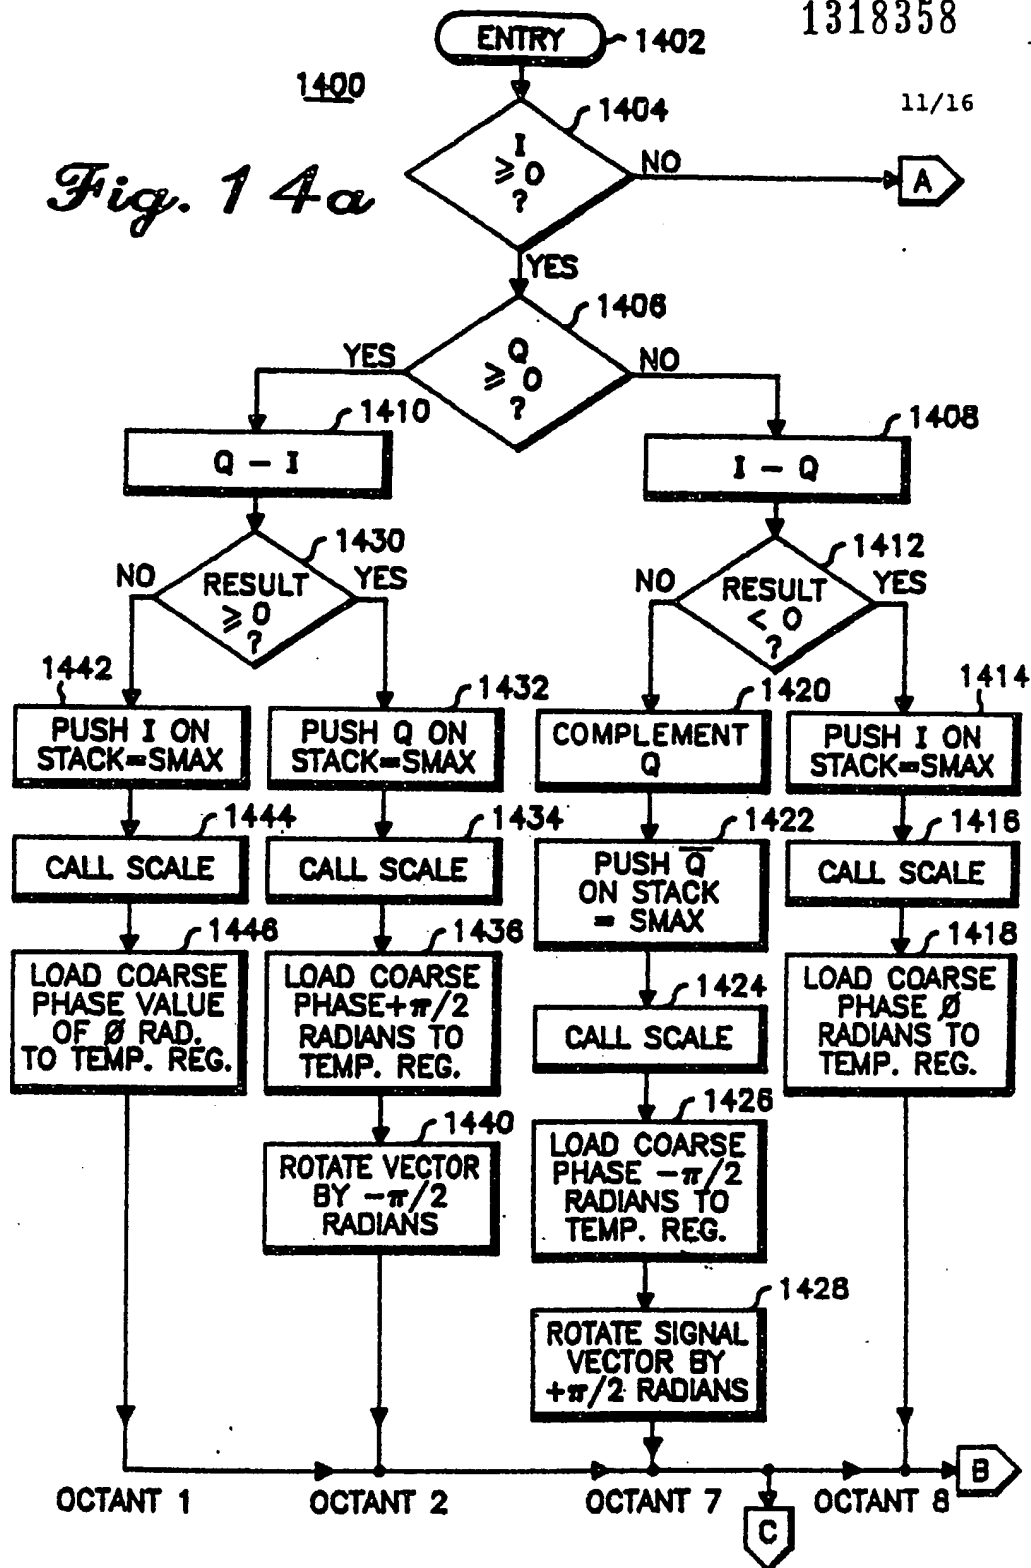 1318358
ENTRY
1402
1400
11/16
1404
I
≥ 0
?
NO
A
Fig. 14a
YES
1406
Q
≥ 0
?
YES
NO
1410
1408
Q - I
I - Q
1430
1412
NO
RESULT
≥ 0
?
YES
NO
RESULT
< 0
?
YES
1442
1432
1420
1414
PUSH I ON
STACK=SMAX
PUSH Q ON
STACK=SMAX
COMPLEMENT
Q
PUSH I ON
STACK=SMAX
1444
1434
1422
1416
CALL SCALE
CALL SCALE
PUSH Q̅
ON STACK
= SMAX
CALL SCALE
1446
1436
1418
LOAD COARSE
PHASE VALUE
OF Ø RAD.
TO TEMP. REG.
LOAD COARSE
PHASE+π/2
RADIANS TO
TEMP. REG.
1424
CALL SCALE
LOAD COARSE
PHASE Ø
RADIANS TO
TEMP. REG.
1440
1426
ROTATE VECTOR
BY -π/2
RADIANS
LOAD COARSE
PHASE -π/2
RADIANS TO
TEMP. REG.
1428
ROTATE SIGNAL
VECTOR BY
+π/2 RADIANS
B
OCTANT 1
OCTANT 2
OCTANT 7
OCTANT 8
C